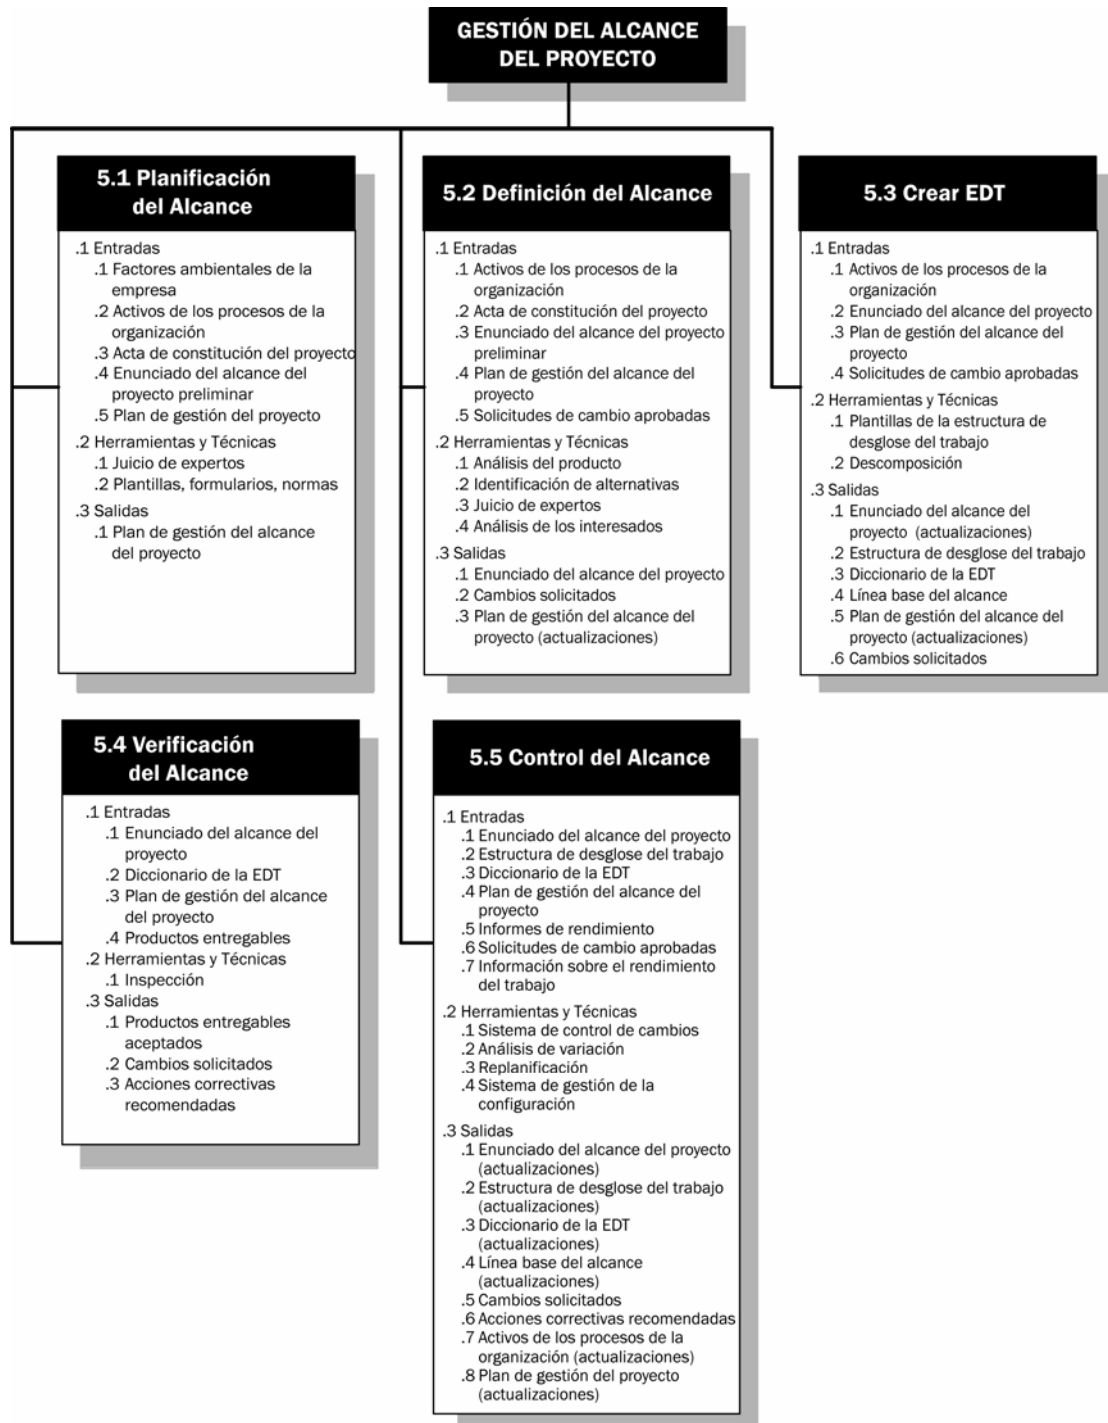 GESTIÓN DEL ALCANCE
DEL PROYECTO
5.1 Planificación
del Alcance
.1 Entradas
.1 Factores ambientales de la
empresa
.2 Activos de los procesos de la
organización
.3 Acta de constitución del proyecto
.4 Enunciado del alcance del
proyecto preliminar
.5 Plan de gestión del proyecto
.2 Herramientas y Técnicas
.1 Juicio de expertos
.2 Plantillas, formularios, normas
.3 Salidas
.1 Plan de gestión del alcance
del proyecto
5.2 Definición del Alcance
.1 Entradas
.1 Activos de los procesos de la
organización
.2 Acta de constitución del proyecto
.3 Enunciado del alcance del proyecto
preliminar
.4 Plan de gestión del alcance del
proyecto
.5 Solicitudes de cambio aprobadas
.2 Herramientas y Técnicas
.1 Análisis del producto
.2 Identificación de alternativas
.3 Juicio de expertos
.4 Análisis de los interesados
.3 Salidas
.1 Enunciado del alcance del proyecto
.2 Cambios solicitados
.3 Plan de gestión del alcance del
proyecto (actualizaciones)
5.3 Crear EDT
.1 Entradas
.1 Activos de los procesos de la
organización
.2 Enunciado del alcance del proyecto
.3 Plan de gestión del alcance del
proyecto
.4 Solicitudes de cambio aprobadas
.2 Herramientas y Técnicas
.1 Plantillas de la estructura de
desglose del trabajo
.2 Descomposición
.3 Salidas
.1 Enunciado del alcance del
proyecto (actualizaciones)
.2 Estructura de desglose del trabajo
.3 Diccionario de la EDT
.4 Línea base del alcance
.5 Plan de gestión del alcance del
proyecto (actualizaciones)
.6 Cambios solicitados
5.4 Verificación
del Alcance
.1 Entradas
.1 Enunciado del alcance del
proyecto
.2 Diccionario de la EDT
.3 Plan de gestión del alcance
del proyecto
.4 Productos entregables
.2 Herramientas y Técnicas
.1 Inspección
.3 Salidas
.1 Productos entregables
aceptados
.2 Cambios solicitados
.3 Acciones correctivas
recomendadas
5.5 Control del Alcance
.1 Entradas
.1 Enunciado del alcance del proyecto
.2 Estructura de desglose del trabajo
.3 Diccionario de la EDT
.4 Plan de gestión del alcance del
proyecto
.5 Informes de rendimiento
.6 Solicitudes de cambio aprobadas
.7 Información sobre el rendimiento
del trabajo
.2 Herramientas y Técnicas
.1 Sistema de control de cambios
.2 Análisis de variación
.3 Replanificación
.4 Sistema de gestión de la
configuración
.3 Salidas
.1 Enunciado del alcance del proyecto
(actualizaciones)
.2 Estructura de desglose del trabajo
(actualizaciones)
.3 Diccionario de la EDT
(actualizaciones)
.4 Línea base del alcance
(actualizaciones)
.5 Cambios solicitados
.6 Acciones correctivas recomendadas
.7 Activos de los procesos de la
organización (actualizaciones)
.8 Plan de gestión del proyecto
(actualizaciones)